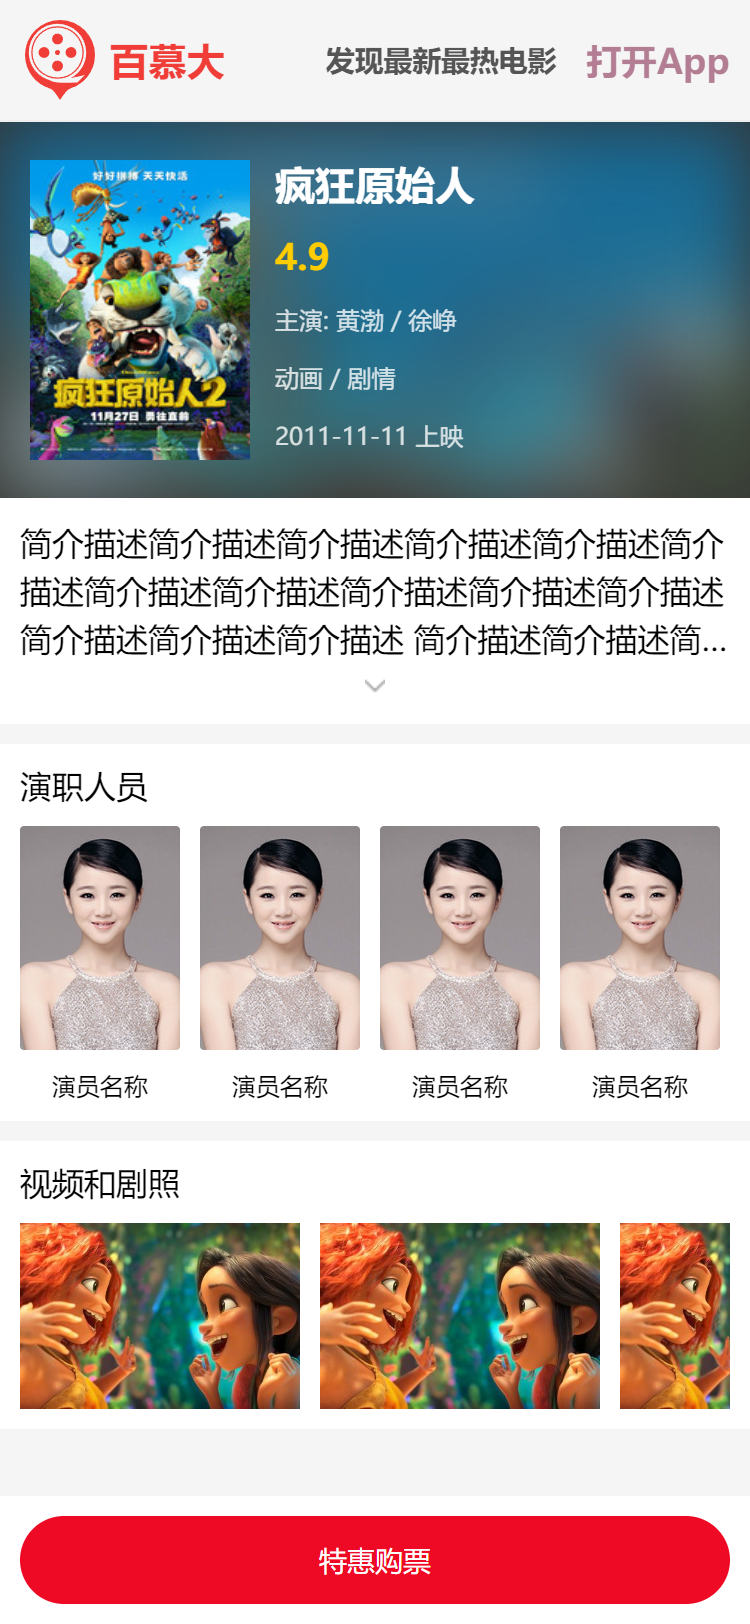 百慕大
发现最新最热电影
打开App
好好拼搏 天天快活
疯狂原始人2
11月27日 勇往直前
疯狂原始人
4.9
主演: 黄渤 / 徐峥
动画 / 剧情
2011-11-11 上映
简介描述简介描述简介描述简介描述简介描述简介
描述简介描述简介描述简介描述简介描述简介描述
简介描述简介描述简介描述 简介描述简介描述简...
演职人员
演员名称
演员名称
演员名称
演员名称
视频和剧照
特惠购票